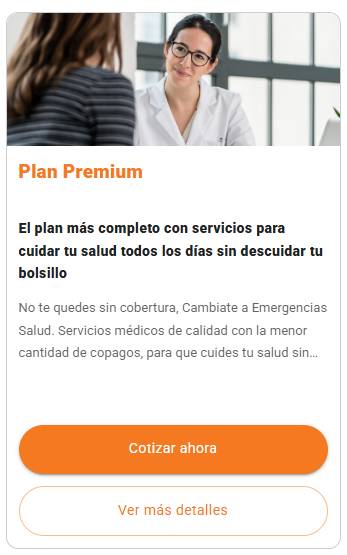 Plan Premium
El plan más completo con servicios para
cuidar tu salud todos los días sin descuidar tu
bolsillo
No te quedes sin cobertura, Cambiate a Emergencias
Salud. Servicios médicos de calidad con la menor
cantidad de copagos, para que cuides tu salud sin...
Cotizar ahora
Ver más detalles